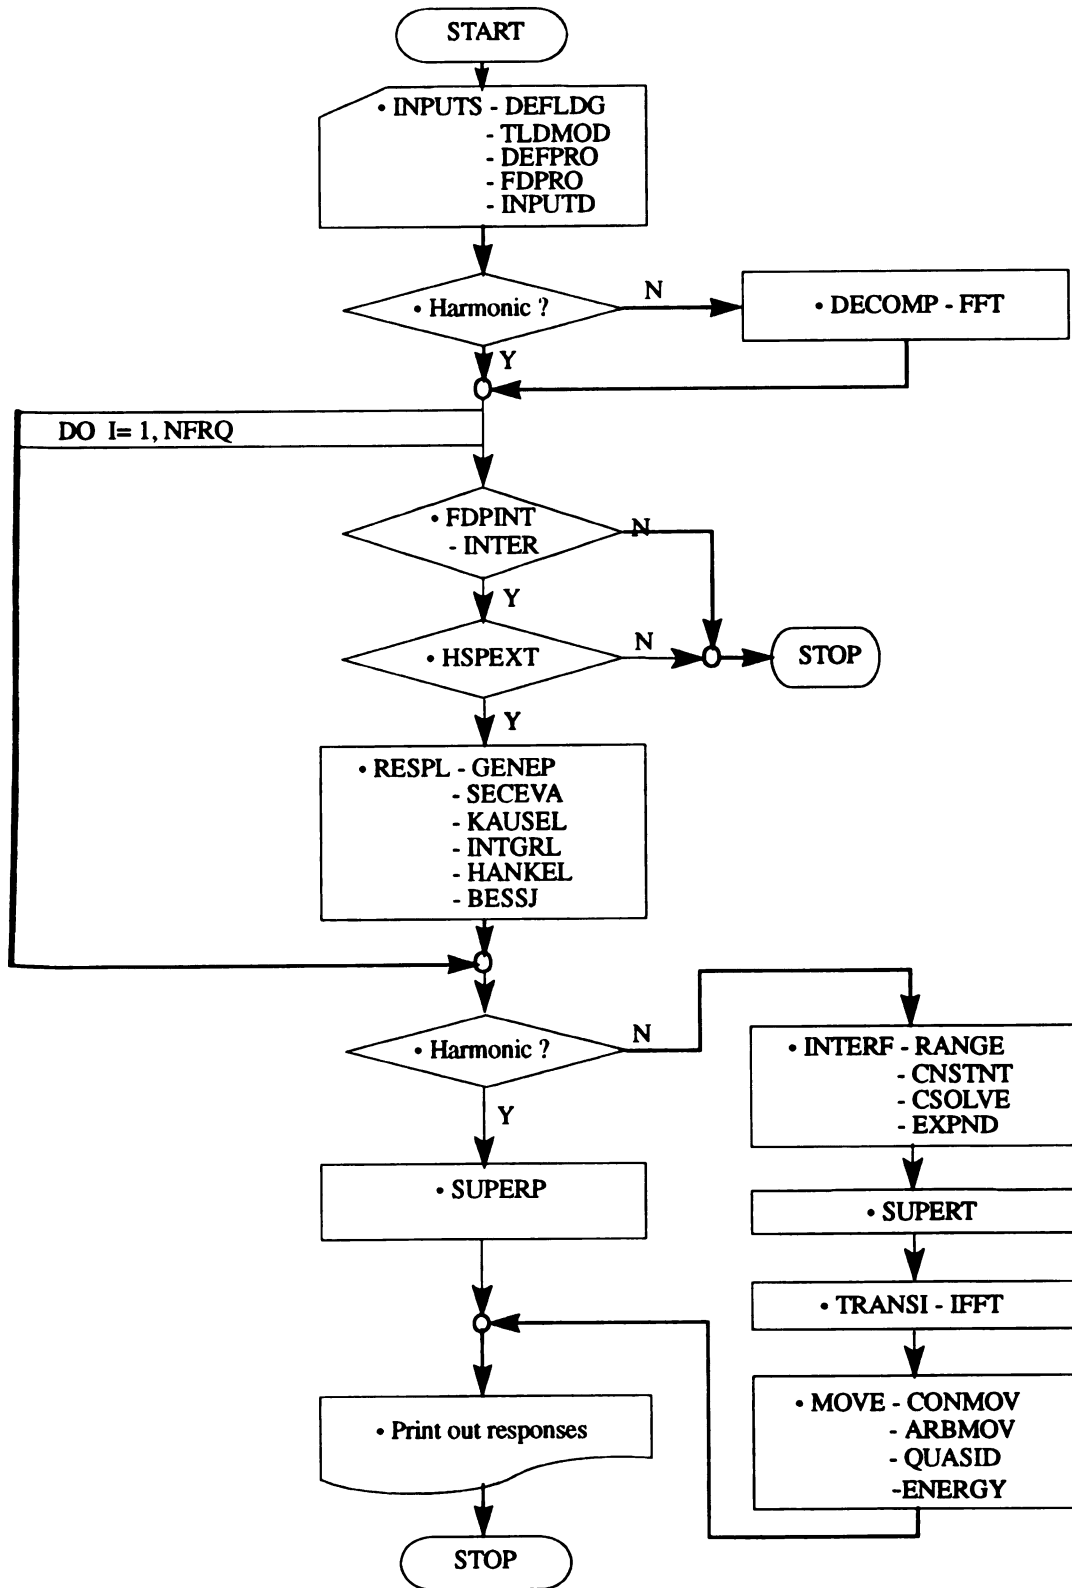 START
• INPUTS - DEFLDG
- TLDMOD
- DEFPRO
- FDPRO
- INPUTD
• Harmonic ?
N
• DECOMP - FFT
Y
DO I= 1, NFRQ
• FDPINT
- INTER
N
Y
• HSPEXT
N
STOP
Y
• RESPL - GENEP
- SECEVA
- KAUSEL
- INTGRL
- HANKEL
- BESSJ
• Harmonic ?
N
• INTERF - RANGE
- CNSTNT
- CSOLVE
- EXPND
Y
• SUPERP
• SUPERT
• TRANSI - IFFT
• MOVE - CONMOV
- ARBMOV
- QUASID
-ENERGY
• Print out responses
STOP